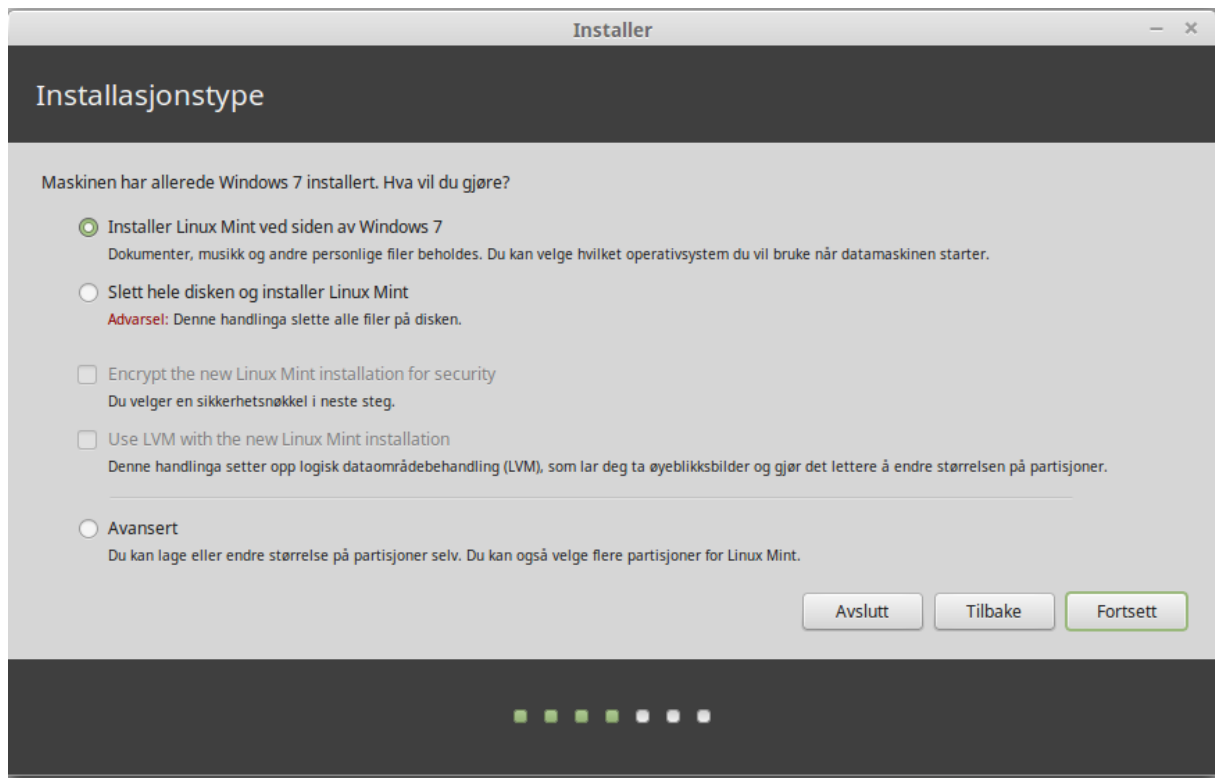 Installer
Installasjonstype
Maskinen har allerede Windows 7 installert. Hva vil du gjøre?
Installer Linux Mint ved siden av Windows 7
Dokumenter, musikk og andre personlige filer beholdes. Du kan velge hvilket operativsystem du vil bruke når datamaskinen starter.
Slett hele disken og installer Linux Mint
Advarsel: Denne handlinga slette alle filer på disken.
Encrypt the new Linux Mint installation for security
Du velger en sikkerhetsnøkkel i neste steg.
Use LVM with the new Linux Mint installation
Denne handlinga setter opp logisk dataområdebehandling (LVM), som lar deg ta øyeblikksbilder og gjør det lettere å endre størrelsen på partisjoner.
Avansert
Du kan lage eller endre størrelse på partisjoner selv. Du kan også velge flere partisjoner for Linux Mint.
Avslutt Tilbake Fortsett